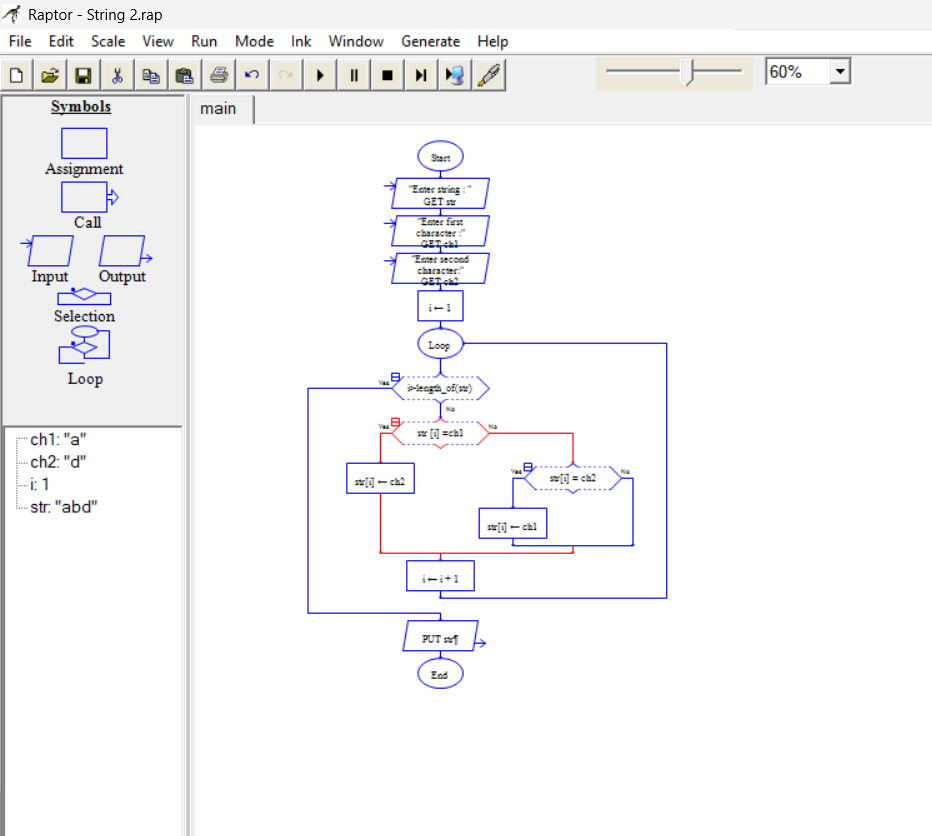 Raptor - String 2.rap
File Edit Scale View Run Mode Ink Window Generate Help
60%
Symbols
Assignment
Call
Input Output
Selection
Loop
ch1: "a"
ch2: "d"
i: 1
str: "abd"
main
Start
"Enter string : "
GET str
"Enter first
character :"
GET ch1
"Enter second
character:"
GET ch2
i ← 1
Loop
Yes
i>length_of(str)
No
Yes
str [i] =ch1
No
str[i] ← ch2
Yes
str[i] = ch2
No
str[i] ← ch1
i ← i + 1
PUT str¶
End